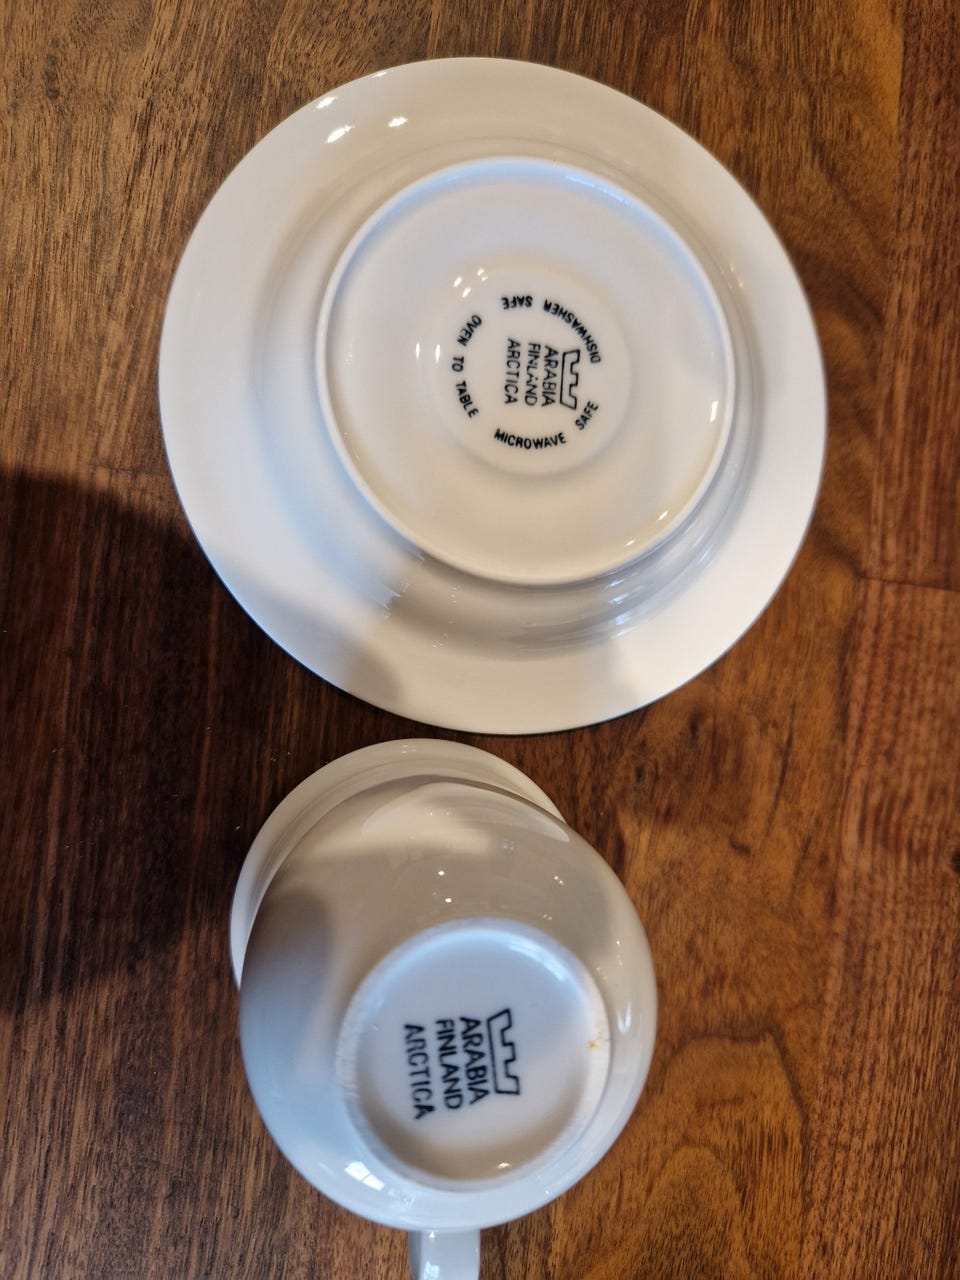 DISHWASHER SAFE
ARABIA
FINLAND
ARCTICA
OVEN TO TABLE
MICROWAVE SAFE
ARABIA
FINLAND
ARCTICA